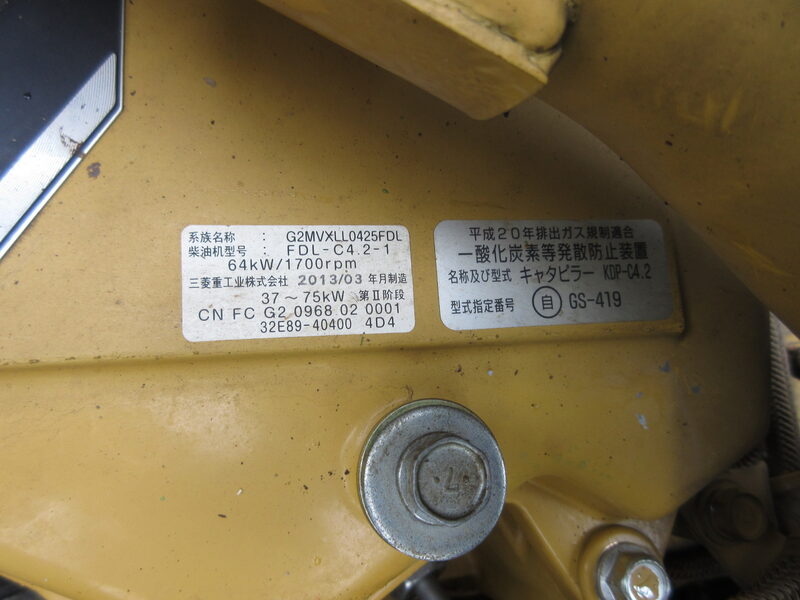 系族名称 : G2MVXLL0425FDL
柴油机型号 : FDL-C4.2-1
64kW/1700rpm
三菱重工业株式会社 2013/03 年月制造
37～75kW 第Ⅱ阶段
CN FC G2 0968 02 0001
32E89-40400 4D4
平成20年排出ガス規制適合
一酸化炭素等発散防止装置
名称及び型式 キャタピラー KDP-C4.2
型式指定番号 自 GS-419
7